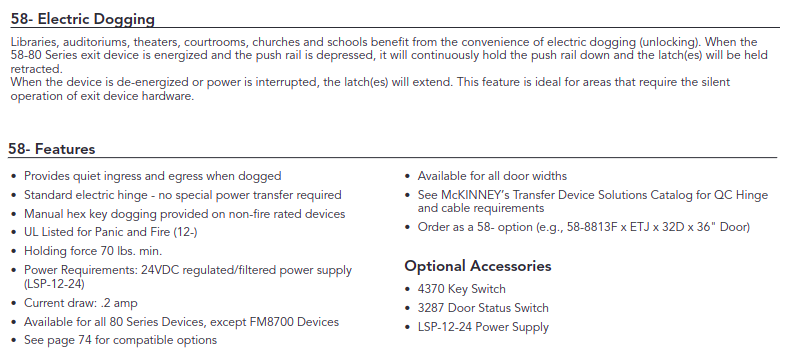 58- Electric Dogging
Libraries, auditoriums, theaters, courtrooms, churches and schools benefit from the convenience of electric dogging (unlocking). When the
58-80 Series exit device is energized and the push rail is depressed, it will continuously hold the push rail down and the latch(es) will be held
retracted.
When the device is de-energized or power is interrupted, the latch(es) will extend. This feature is ideal for areas that require the silent
operation of exit device hardware.
58- Features
• Provides quiet ingress and egress when dogged
• Standard electric hinge - no special power transfer required
• Manual hex key dogging provided on non-fire rated devices
• UL Listed for Panic and Fire (12-)
• Holding force 70 lbs. min.
• Power Requirements: 24VDC regulated/filtered power supply
(LSP-12-24)
• Current draw: .2 amp
• Available for all 80 Series Devices, except FM8700 Devices
• See page 74 for compatible options
• Available for all door widths
• See McKINNEY's Transfer Device Solutions Catalog for QC Hinge
and cable requirements
• Order as a 58- option (e.g., 58-8813F x ETJ x 32D x 36" Door)
Optional Accessories
• 4370 Key Switch
• 3287 Door Status Switch
• LSP-12-24 Power Supply